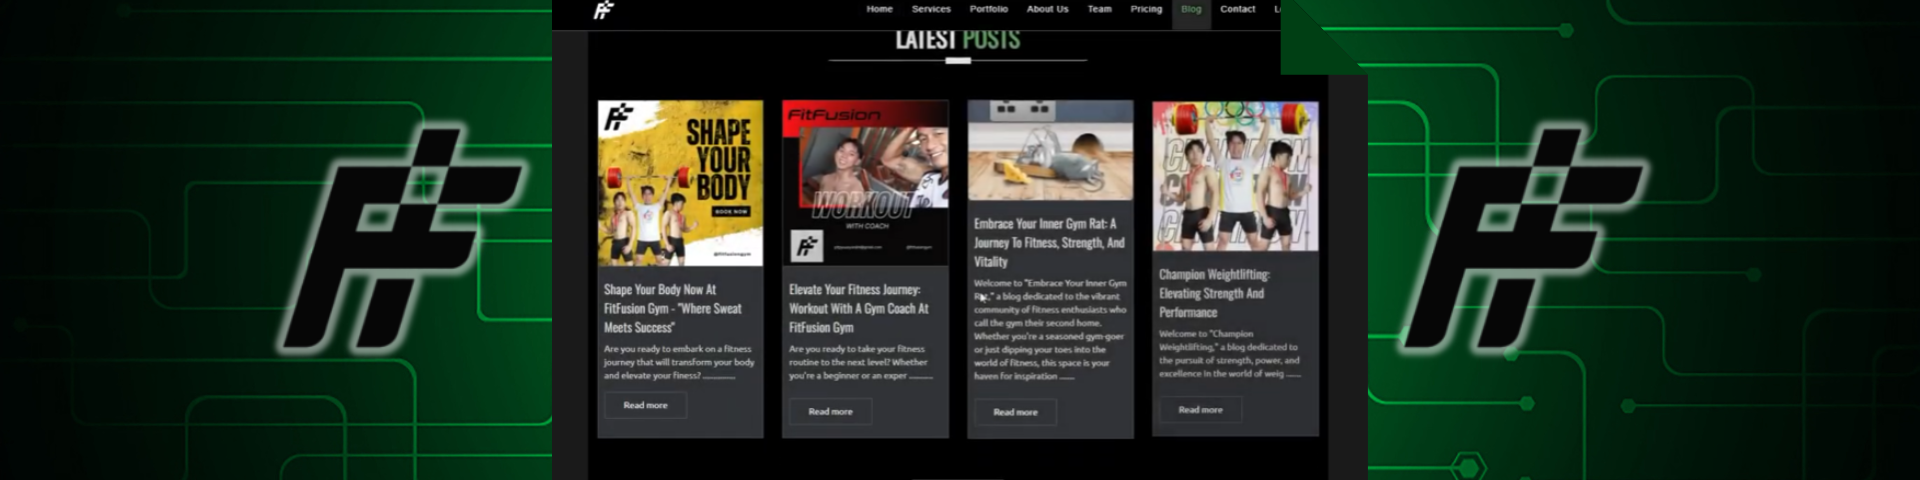 Home Services Portfolio About Us Team Pricing Blog Contact
LATEST POSTS
SHAPE
YOUR
BODY
BOOK NOW
@fitfusiongym
Shape Your Body Now At
FitFusion Gym - "Where Sweat
Meets Success"
Are you ready to embark on a fitness
journey that will transform your body
and elevate your finess? ...............
Read more
FitFusion
WORKOUT
WITH COACH
Elevate Your Fitness Journey:
Workout With A Gym Coach At
FitFusion Gym
Are you ready to take your fitness
routine to the next level? Whether
you're a beginner or an exper ...........
Read more
Embrace Your Inner Gym Rat: A
Journey To Fitness, Strength, And
Vitality
Welcome to "Embrace Your Inner Gym
Rat," a blog dedicated to the vibrant
community of fitness enthusiasts who
call the gym their second home.
Whether you're a seasoned gym-goer
or just dipping your toes into the
world of fitness, this space is your
haven for inspiration .......
Read more
Champion Weightlifting:
Elevating Strength And
Performance
Welcome to "Champion
Weightlifting," a blog dedicated to
the pursuit of strength, power, and
excellence in the world of weig .......
Read more